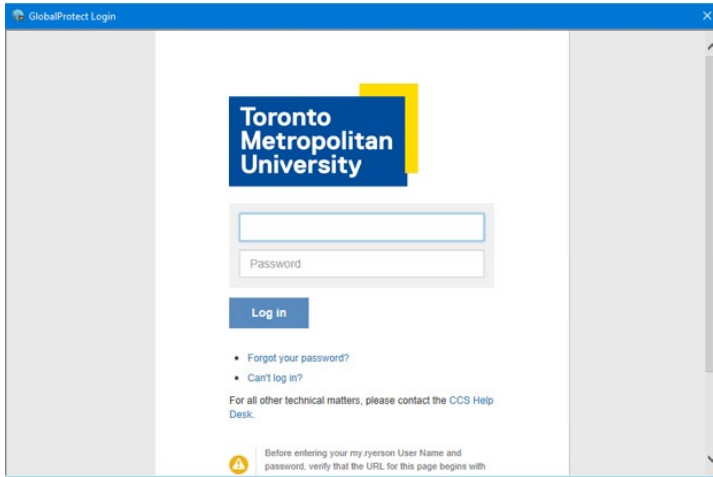 GlobalProtect Login
Toronto
Metropolitan
University
Password
Log in
Forgot your password?
Can't log in?
For all other technical matters, please contact the CCS Help
Desk.
Before entering your my.ryerson User Name and
password, verify that the URL for this page begins with